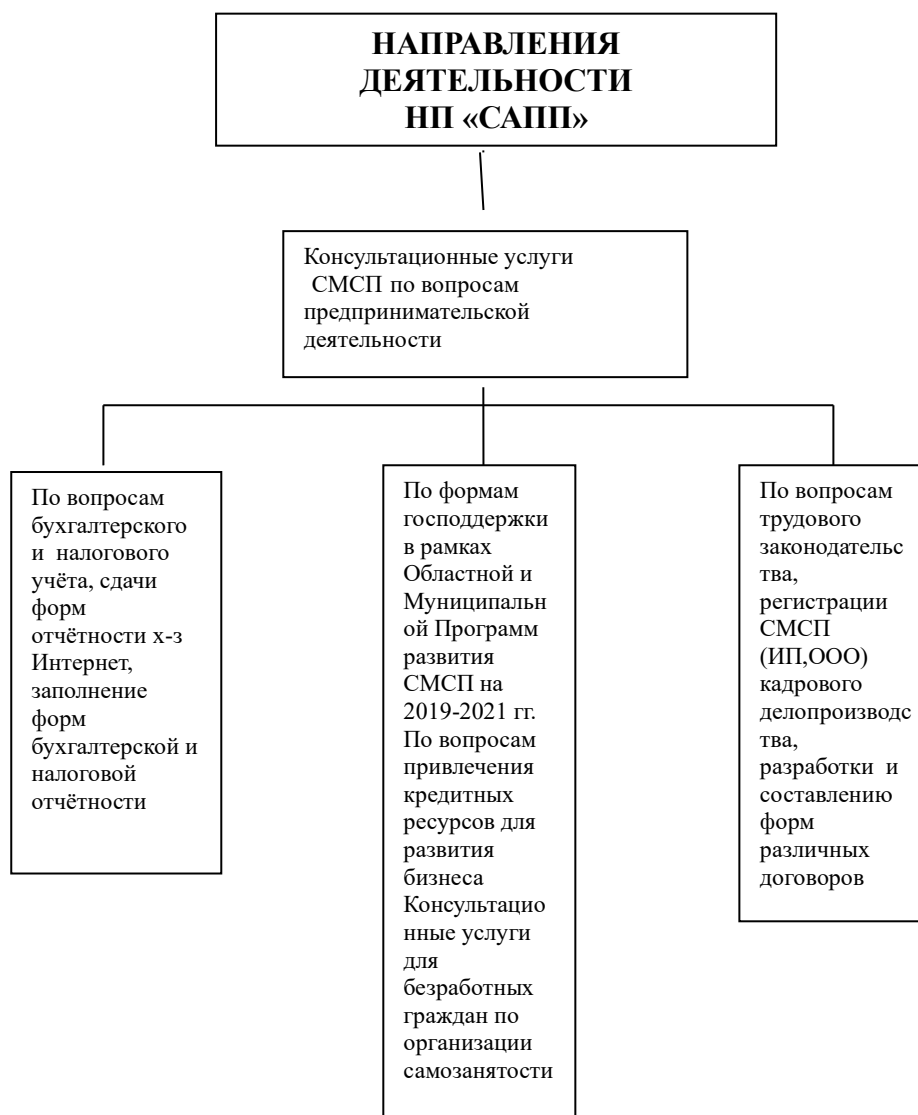 НАПРАВЛЕНИЯ
ДЕЯТЕЛЬНОСТИ
НП «САПП»
Консультационные услуги
СМСП по вопросам
предпринимательской
деятельности
По вопросам
бухгалтерского
и налогового
учёта, сдачи
форм
отчётности х-з
Интернет,
заполнение
форм
бухгалтерской и
налоговой
отчётности
По формам
господдержки
в рамках
Областной и
Муниципальн
ой Программ
развития
СМСП на
2019-2021 гг.
По вопросам
привлечения
кредитных
ресурсов для
развития
бизнеса
Консультацио
нные услуги
для
безработных
граждан по
организации
самозанятости
По вопросам
трудового
законодательс
тва,
регистрации
СМСП
(ИП,ООО)
кадрового
делопроизводс
тва,
разработки и
составлению
форм
различных
договоров